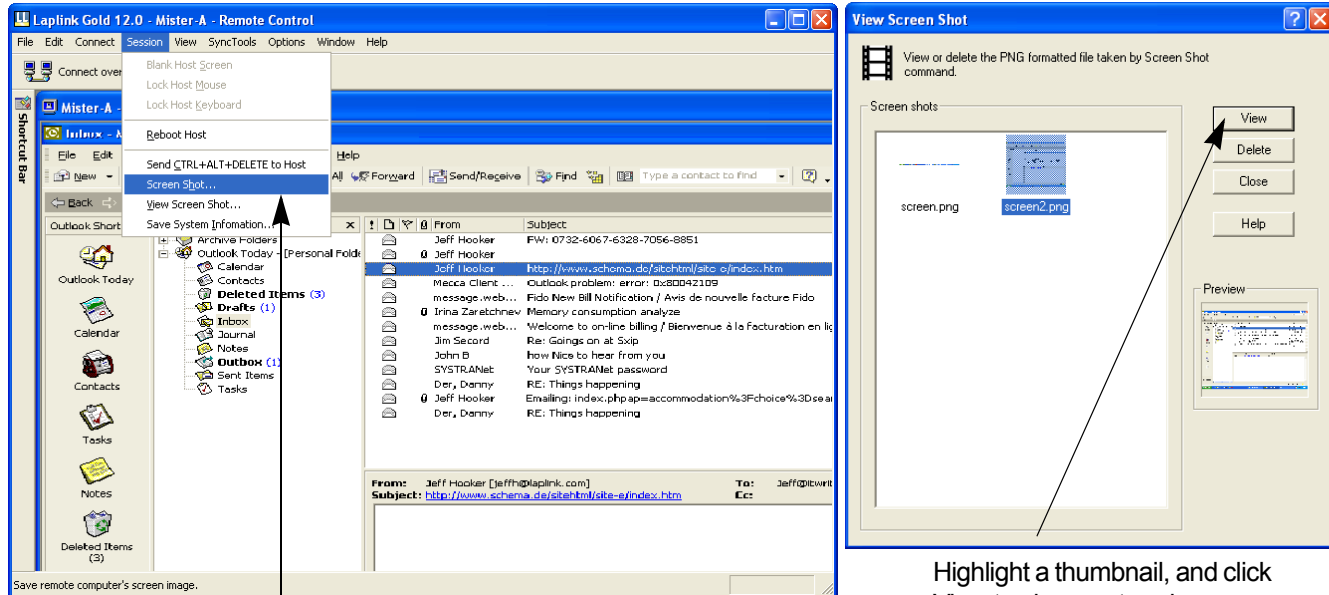 Laplink Gold 12.0 - Mister-A - Remote Control
File Edit Connect Session View SyncTools Options Window Help
Connect over
Blank Host Screen
Lock Host Mouse
Lock Host Keyboard
Reboot Host
Send CTRL+ALT+DELETE to Host
Screen Shot...
View Screen Shot...
Save System Infomation...
Shortcut Bar
Mister-A -
Inbox - M
File Edit Help
New All Forward Send/Receive Find Type a contact to find
Back
Outlook Short
Outlook Today
Calendar
Contacts
Tasks
Notes
Deleted Items
(3)
Archive Folders
Outlook Today - [Personal Folde
Calendar
Contacts
Deleted Items (3)
Drafts (1)
Inbox
Journal
Notes
Outbox (1)
Sent Items
Tasks
! From Subject
Jeff Hooker FW: 0732-6067-6328-7056-8851
Jeff Hooker
Jeff Hooker http://www.schema.de/sitehtml/site-e/index.htm
Mecca Client ... Outlook problem: error: 0x80042109
message.web... Fido New Bill Notification / Avis de nouvelle facture Fido
Irina Zaretchnev Memory consumption analyze
message.web... Welcome to on-line billing / Bienvenue à la facturation en lig
Jim Secord Re: Goings on at Sxip
John B how Nice to hear from you
SYSTRANet Your SYSTRANet password
Der, Danny RE: Things happening
Jeff Hooker Emailing: index.phpap=accommodation%3Fchoice%3Dsear
Der, Danny RE: Things happening
From: Jeff Hooker [jeffh@laplink.com] To: Jeff@itwrit
Subject: http://www.schema.de/sitehtml/site-e/index.htm Cc:
Save remote computer's screen image.
View Screen Shot
View or delete the PNG formatted file taken by Screen Shot
command.
Screen shots
screen.png screen2.png
View
Delete
Close
Help
Preview
Highlight a thumbnail, and click